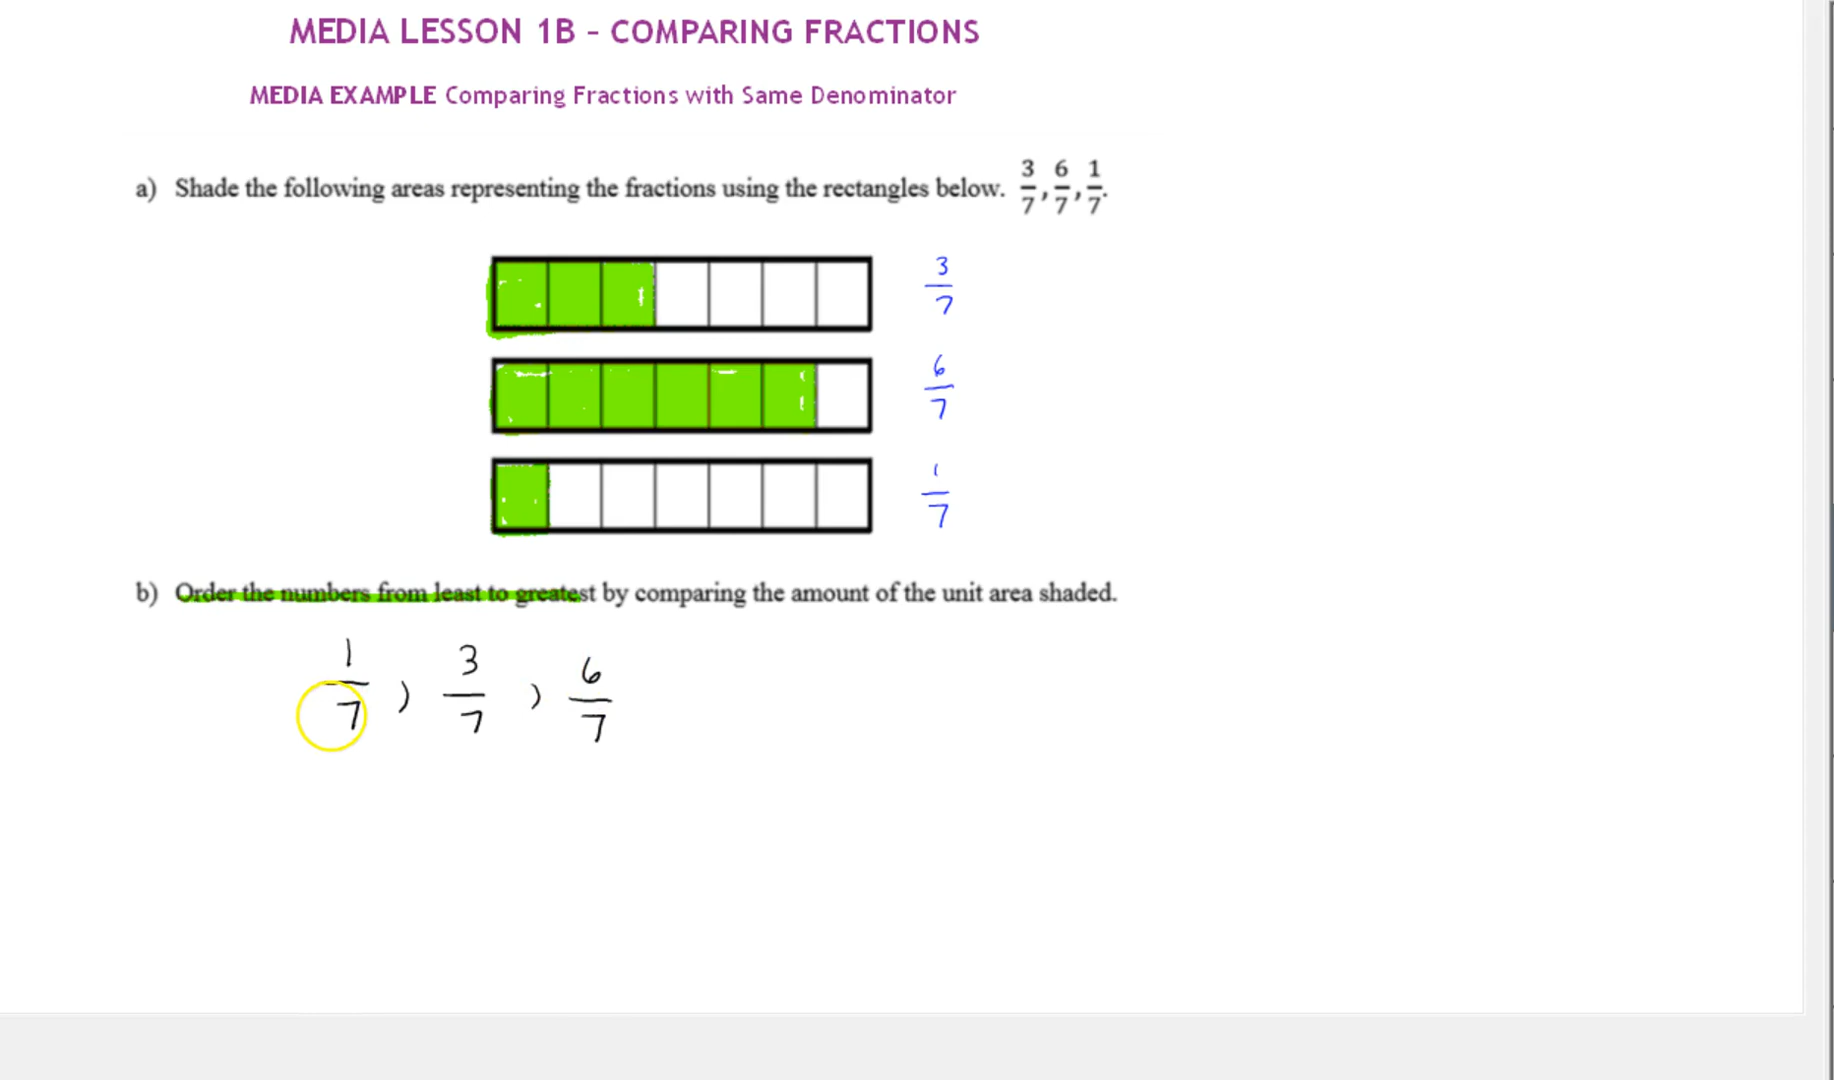 MEDIA LESSON 1B - COMPARING FRACTIONS
MEDIA EXAMPLE Comparing Fractions with Same Denominator
a) Shade the following areas representing the fractions using the rectangles below. 3/7, 6/7, 1/7.
3/7
6/7
1/7
b) Order the numbers from least to greatest by comparing the amount of the unit area shaded.
1/7, 3/7, 6/7